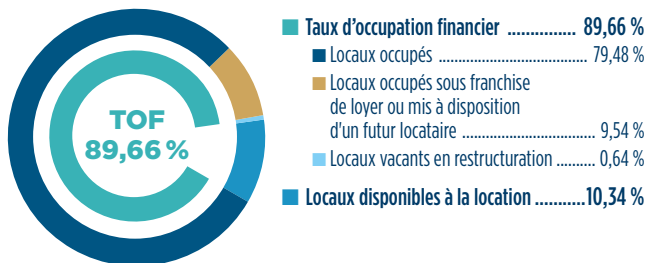 TOF
89,66 %
Taux d’occupation financier ............... 89,66 %
Locaux occupés ..................................... 79,48 %
Locaux occupés sous franchise
de loyer ou mis à disposition
d'un futur locataire ................................. 9,54 %
Locaux vacants en restructuration .......... 0,64 %
Locaux disponibles à la location ...........10,34 %